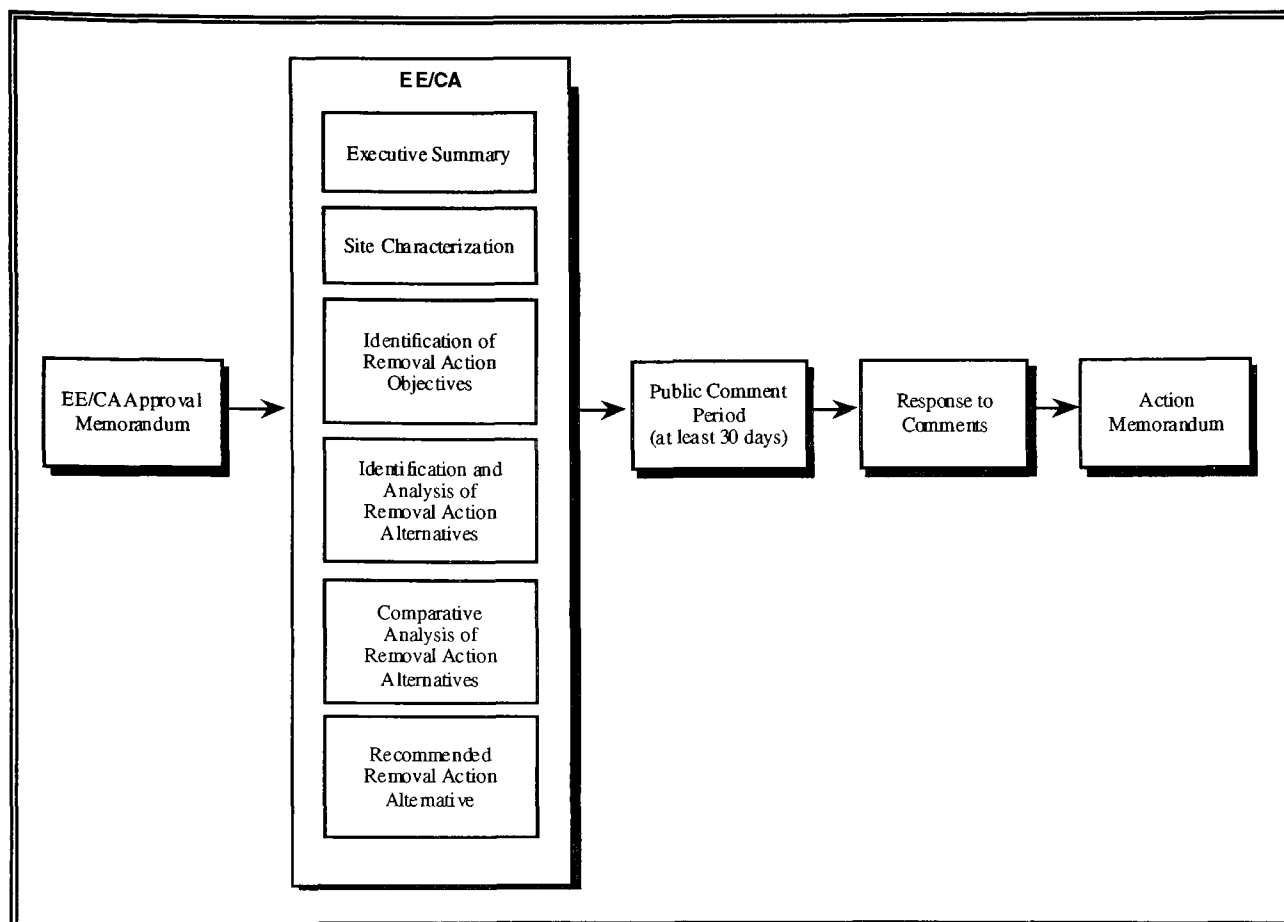 EE/CA Approval
Memorandum
EE/CA
Executive Summary
Site Characterization
Identification of
Removal Action
Objectives
Identification and
Analysis of
Removal Action
Alternatives
Comparative
Analysis of
Removal Action
Alternatives
Recommended
Removal Action
Alternative
Public Comment
Period
(at least 30 days)
Response to
Comments
Action
Memorandum